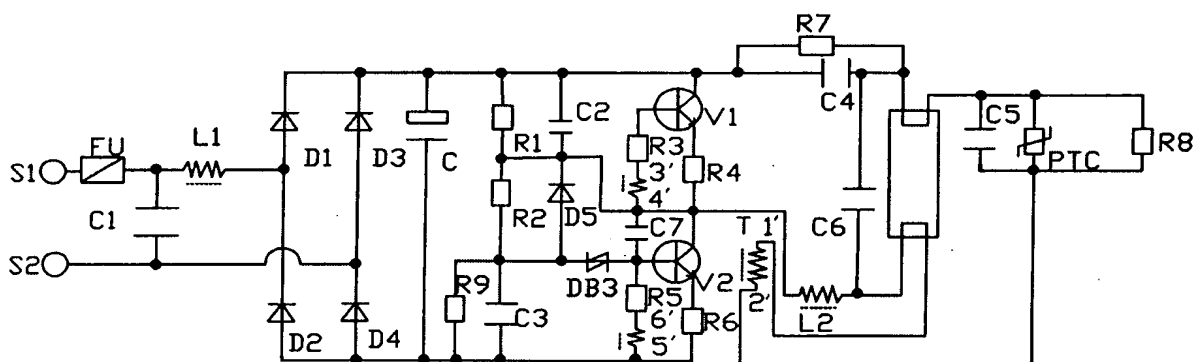 R7
C4
C2
V1
C5
FU
L1
D1
D3
C
R1
R3
R8
S1
3'
4'
R4
PTC
C1
R2
D5
C7
T 1'
C6
S2
R9
DB3
V2
2'
C3
R5
6'
5'
R6
L2
D2
D4